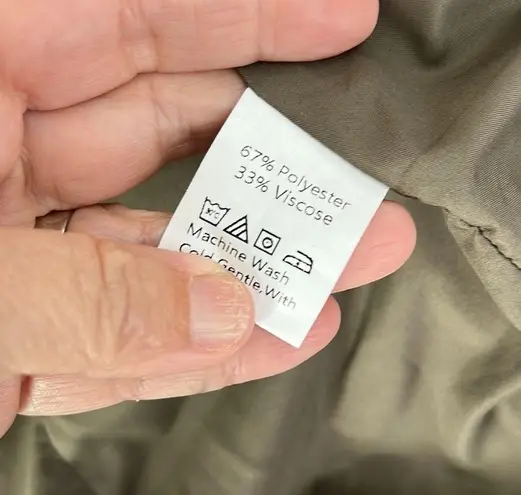 67% Polyester
33% Viscose
Machine Wash
Cold Gentle,With